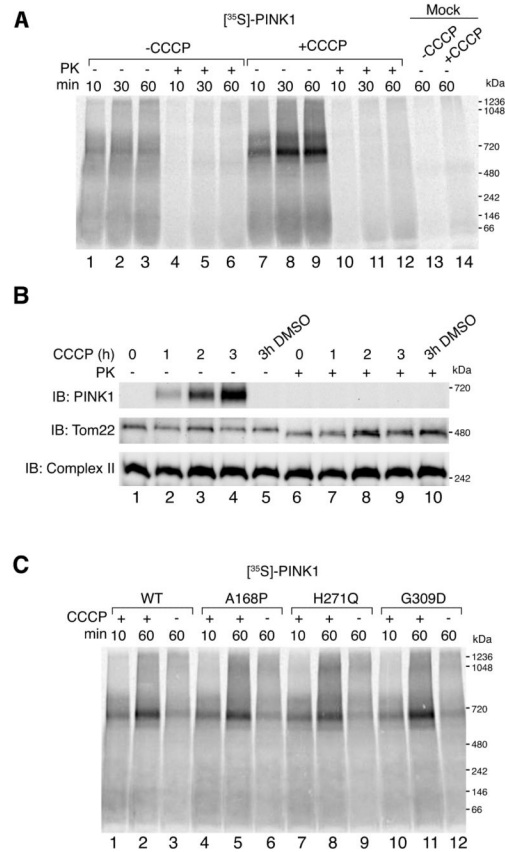 A
[³⁵S]-PINK1
Mock
-CCCP +CCCP -CCCP +CCCP
PK - - - + + + - - - + + + - -
min 10 30 60 10 30 60 10 30 60 10 30 60 60 60 kDa
1236
1048
720
480
242
146
66
1 2 3 4 5 6 7 8 9 10 11 12 13 14
B
CCCP (h) 0 1 2 3 3h DMSO 0 1 2 3 3h DMSO
PK - - - - - + + + + + kDa
IB: PINK1 720
IB: Tom22 480
IB: Complex II 242
1 2 3 4 5 6 7 8 9 10
C
[³⁵S]-PINK1
WT A168P H271Q G309D
CCCP + + - + + - + + - + + -
min 10 60 60 10 60 60 10 60 60 10 60 60 kDa
1236
1048
720
480
242
146
66
1 2 3 4 5 6 7 8 9 10 11 12